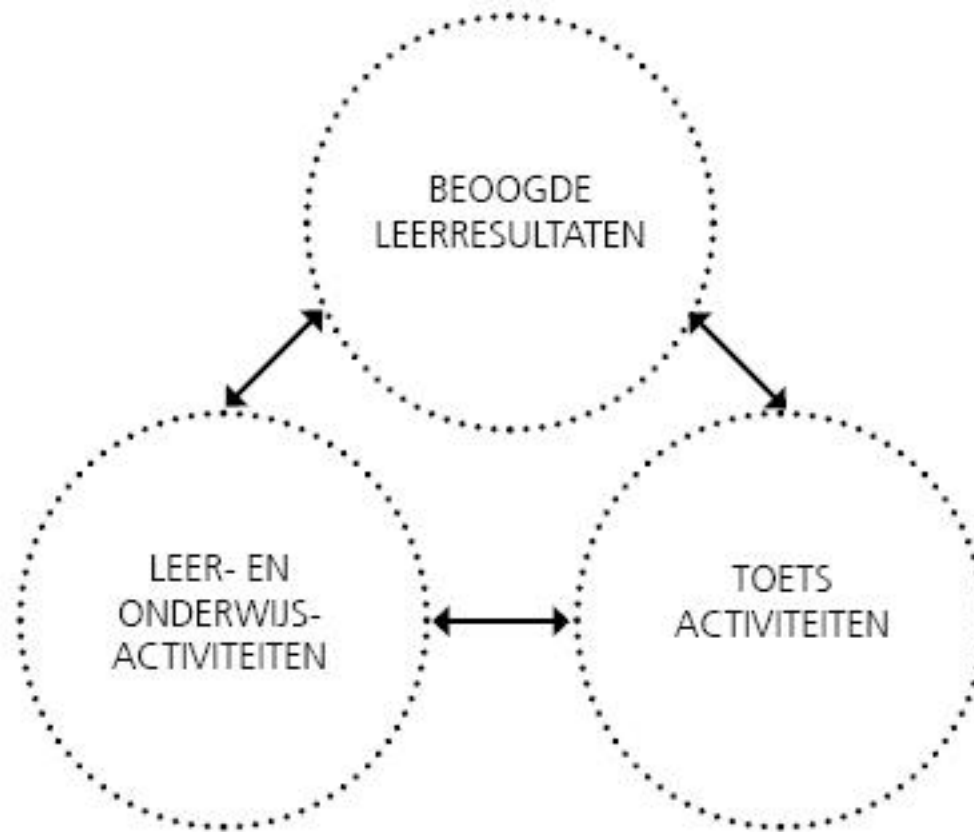 BEOOGDE
LEERRESULTATEN
LEER- EN
ONDERWIJS-
ACTIVITEITEN
TOETS
ACTIVITEITEN